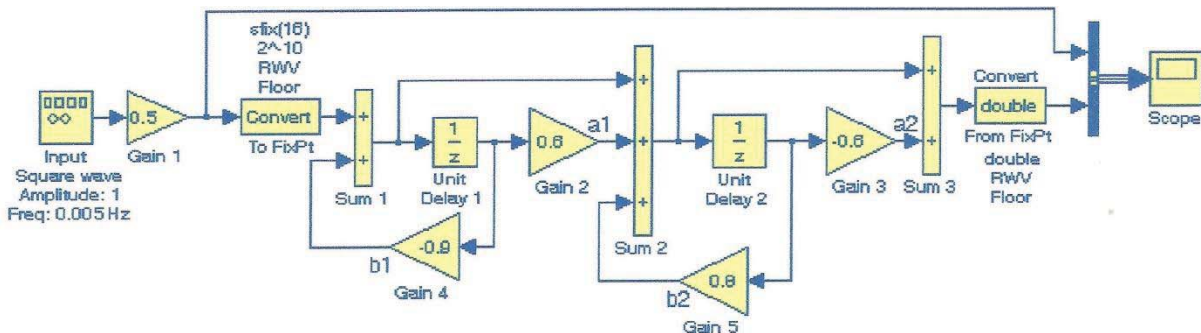 sfix(16)
2^-10
RWV
Floor
Convert
To FixPt
Input
Square wave
Amplitude: 1
Freq: 0.005 Hz
0.5
Gain 1
+
+
Sum 1
1
z
Unit
Delay 1
0.6
a1
Gain 2
-0.9
b1
Gain 4
+
+
+
Sum 2
1
z
Unit
Delay 2
-0.6
a2
Gain 3
0.8
b2
Gain 5
+
+
Sum 3
Convert
double
From FixPt
double
RWV
Floor
Scope